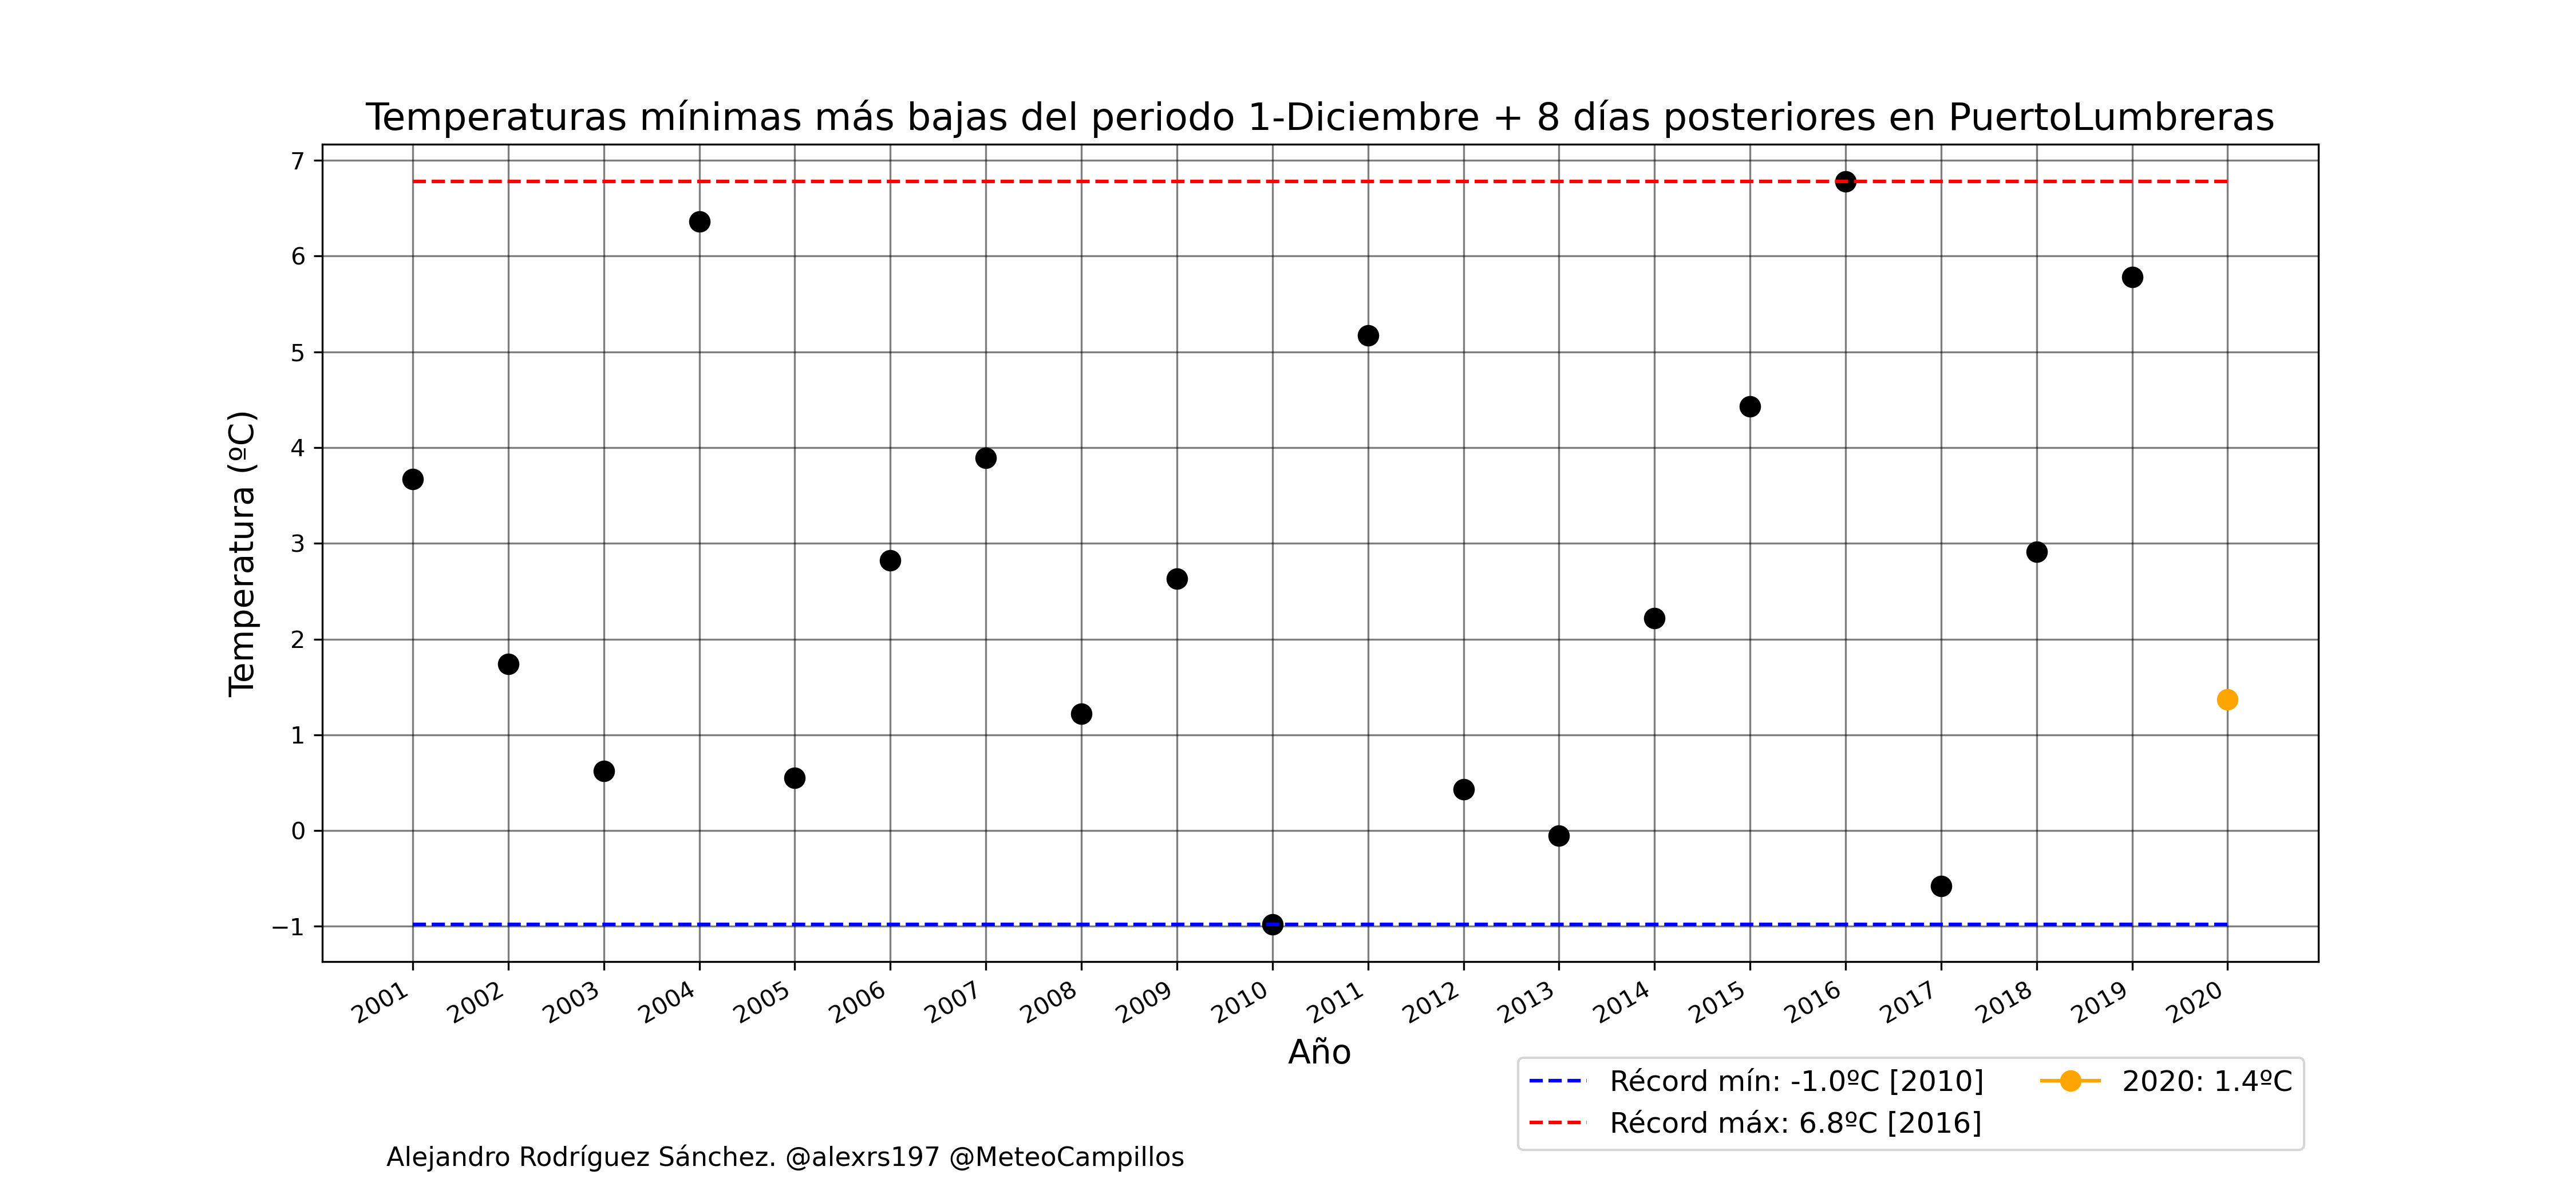 Temperaturas mínimas más bajas del periodo 1-Diciembre + 8 días posteriores en PuertoLumbreras
Temperatura (ºC)
7
6
5
4
3
2
1
0
−1
2001 2002 2003 2004 2005 2006 2007 2008 2009 2010 2011 2012 2013 2014 2015 2016 2017 2018 2019 2020
Año
Récord mín: -1.0ºC [2010]
Récord máx: 6.8ºC [2016]
2020: 1.4ºC
Alejandro Rodríguez Sánchez. @alexrs197 @MeteoCampillos